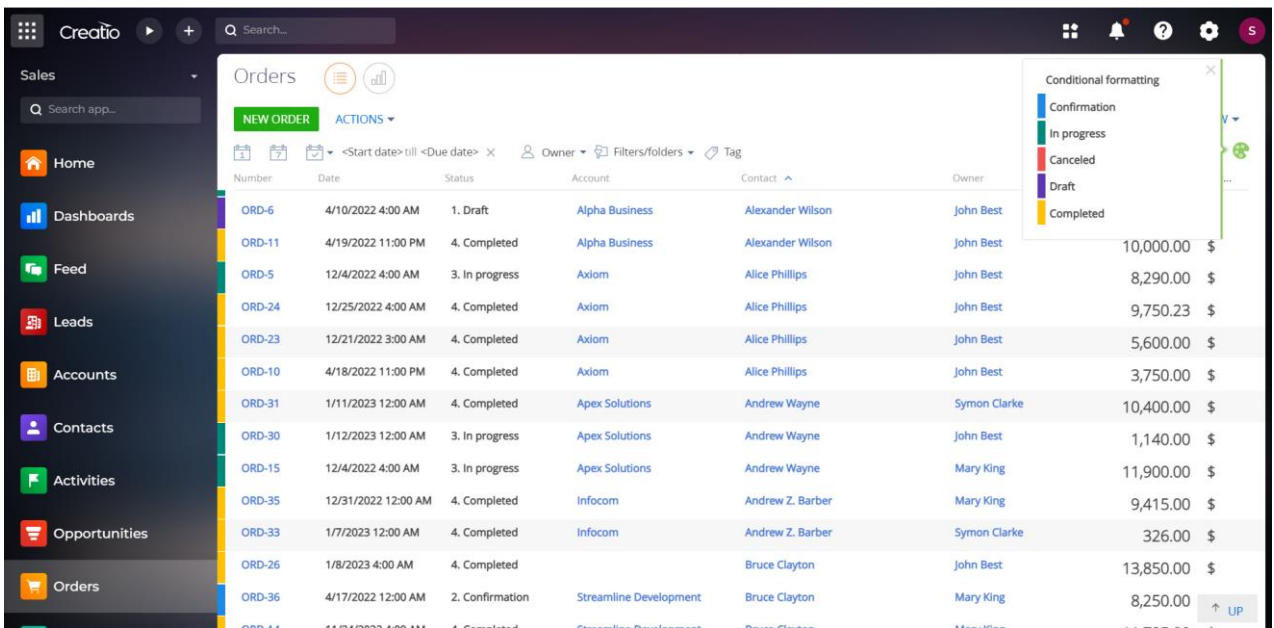 Creatio
Search...
S
Sales
Search app...
Home
Dashboards
Feed
Leads
Accounts
Contacts
Activities
Opportunities
Orders
Orders
NEW ORDER ACTIONS
1 7 <Start date> till <Due date> × Owner Filters/folders Tag
Number Date Status Account Contact Owner ...
ORD-6 4/10/2022 4:00 AM 1. Draft Alpha Business Alexander Wilson John Best
ORD-11 4/19/2022 11:00 PM 4. Completed Alpha Business Alexander Wilson John Best 10,000.00 $
ORD-5 12/4/2022 4:00 AM 3. In progress Axiom Alice Phillips John Best 8,290.00 $
ORD-24 12/25/2022 4:00 AM 4. Completed Axiom Alice Phillips John Best 9,750.23 $
ORD-23 12/21/2022 3:00 AM 4. Completed Axiom Alice Phillips John Best 5,600.00 $
ORD-10 4/18/2022 11:00 PM 4. Completed Axiom Alice Phillips John Best 3,750.00 $
ORD-31 1/11/2023 12:00 AM 4. Completed Apex Solutions Andrew Wayne Symon Clarke 10,400.00 $
ORD-30 1/12/2023 12:00 AM 3. In progress Apex Solutions Andrew Wayne John Best 1,140.00 $
ORD-15 12/4/2022 4:00 AM 3. In progress Apex Solutions Andrew Wayne Mary King 11,900.00 $
ORD-35 12/31/2022 12:00 AM 4. Completed Infocom Andrew Z. Barber Mary King 9,415.00 $
ORD-33 1/7/2023 12:00 AM 4. Completed Infocom Andrew Z. Barber Symon Clarke 326.00 $
ORD-26 1/8/2023 4:00 AM 4. Completed Bruce Clayton John Best 13,850.00 $
ORD-36 4/17/2022 12:00 AM 2. Confirmation Streamline Development Bruce Clayton Mary King 8,250.00
UP
Conditional formatting
Confirmation
In progress
Canceled
Draft
Completed